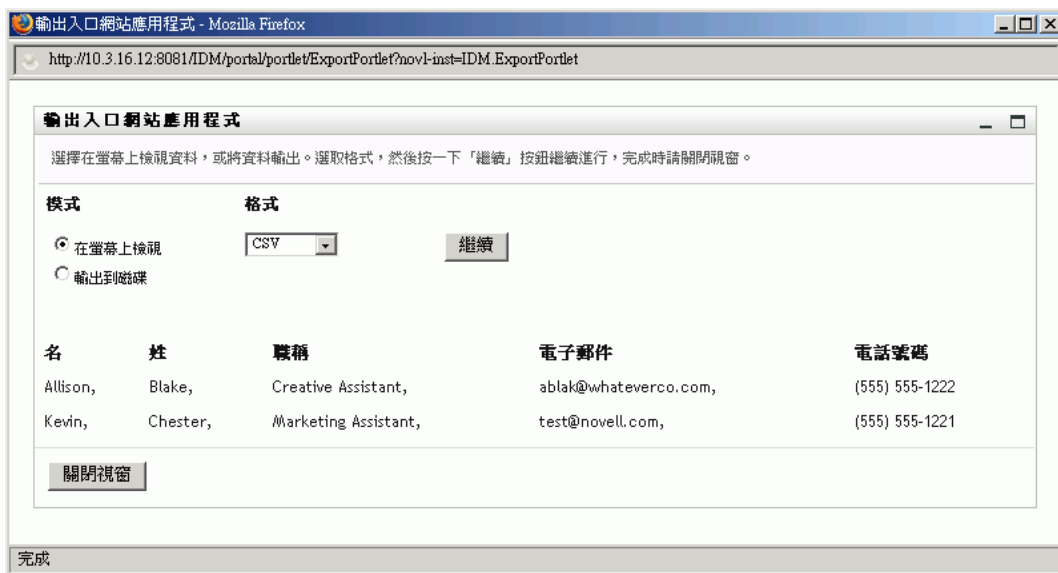 輸出入口網站應用程式 - Mozilla Firefox
http://10.3.16.12:8081/IDM/portal/portlet/ExportPortlet?novl-inst=IDM.ExportPortlet
輸出入口網站應用程式
選擇在螢幕上檢視資料，或將資料輸出。選取格式，然後按一下「繼續」按鈕繼續進行，完成時請關閉視窗。
模式 格式
在螢幕上檢視 CSV 繼續
輸出到磁碟
名 姓 職稱 電子郵件 電話號碼
Allison, Blake, Creative Assistant, ablak@whateverco.com, (555) 555-1222
Kevin, Chester, Marketing Assistant, test@novell.com, (555) 555-1221
關閉視窗
完成